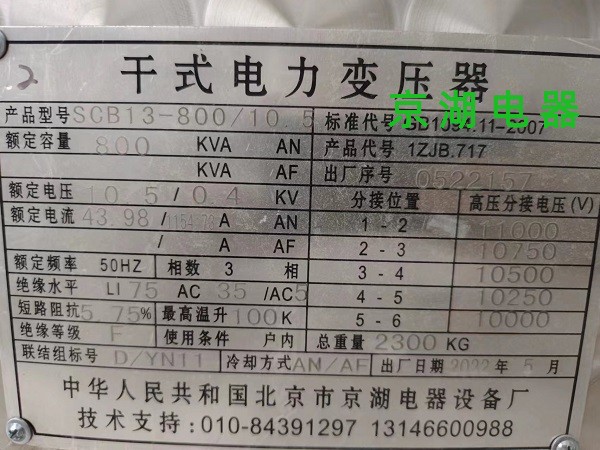 2
干式电力变压器
京湖电器
产品型号 SCB13-800/10.5 标准代号 GB1094.11-2007
额定容量 800 KVA AN 产品代号 1ZJB.717
KVA AF 出厂序号 0522157
额定电压 10.5 / 0.4 KV 分接位置 高压分接电压(V)
额定电流 43.98 / A AN 1 - 2 11000
/ A AF 2 - 3 10750
额定频率 50HZ 相数 3 相 3 - 4 10500
绝缘水平 LI 75 AC 35 /AC5 4 - 5 10250
短路阻抗 5.75% 最高温升 100K 5 - 6 10000
绝缘等级 F 使用条件 户内 总重量 2300 KG
联结组标号 D/YN11 冷却方式 AN/AF 出厂日期 2022年5月
中华人民共和国北京市京湖电器设备厂
技术支持:010-84391297 13146600988